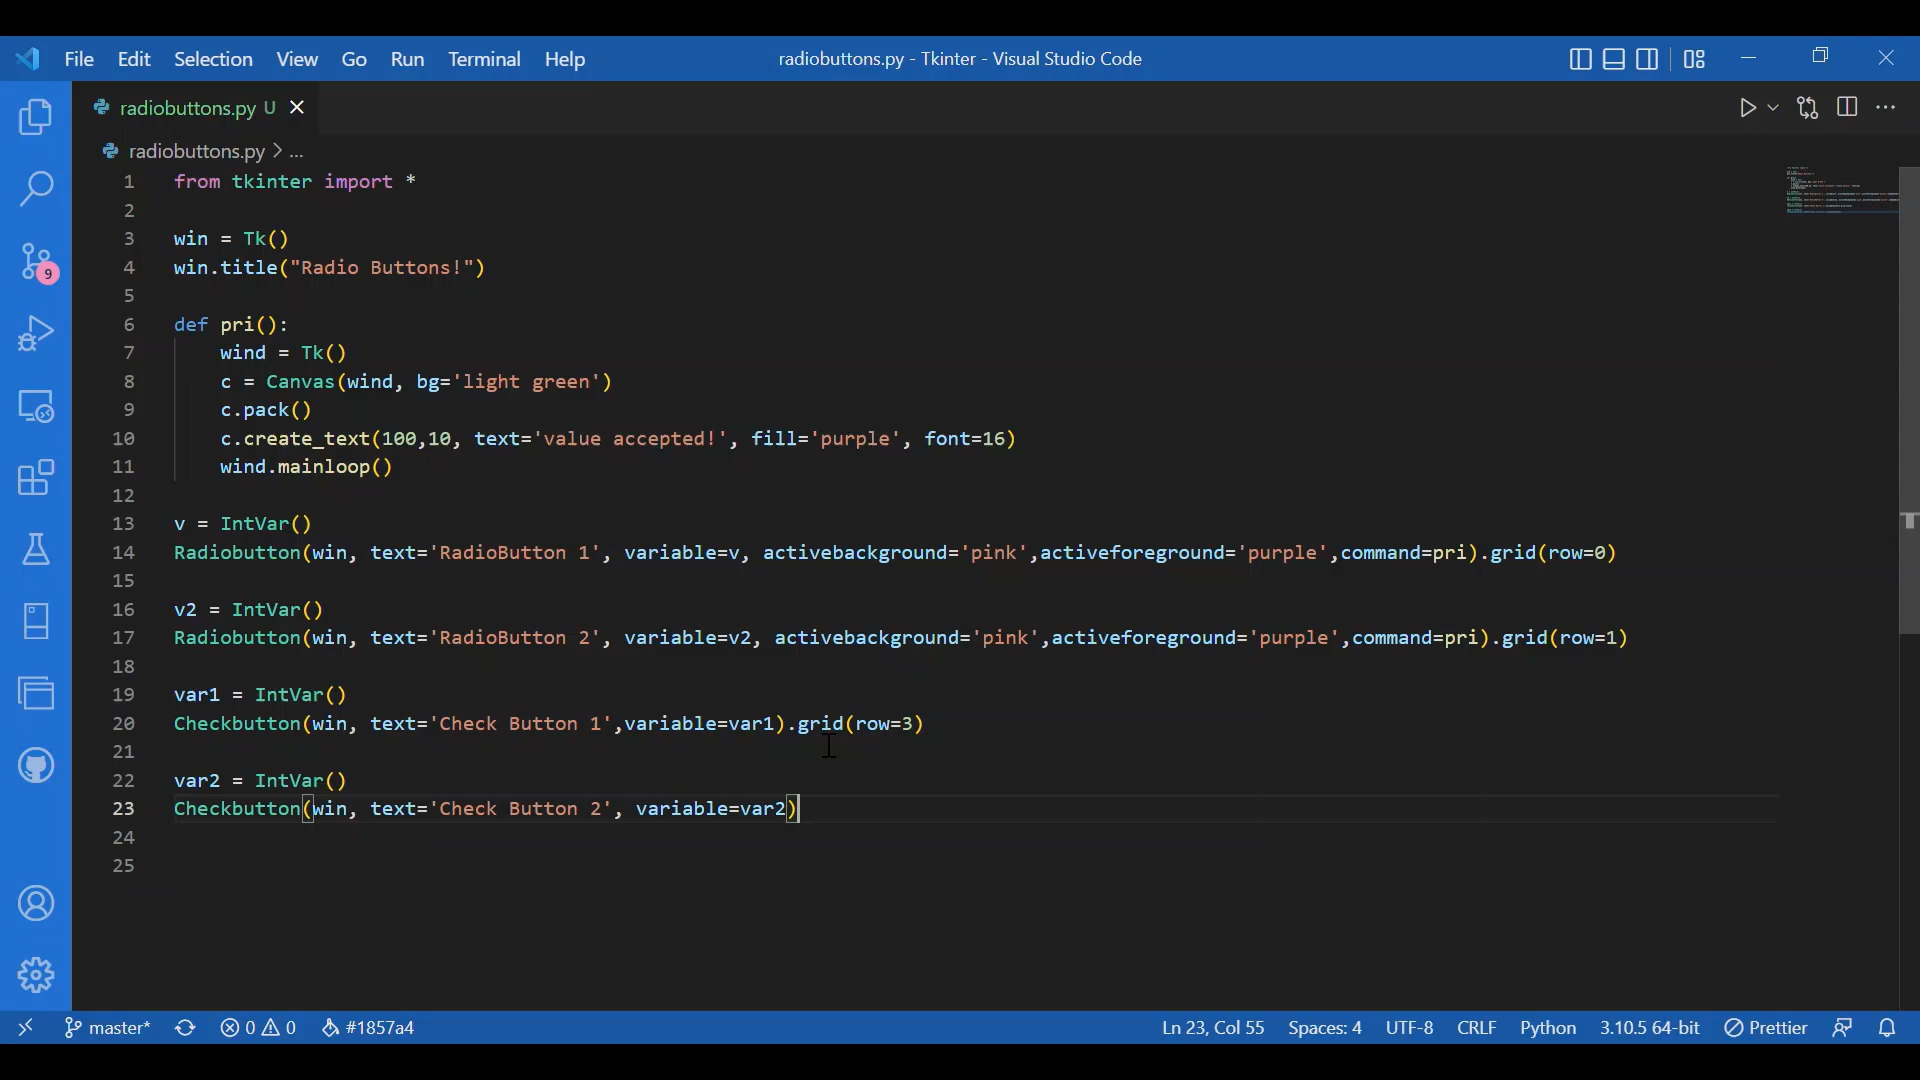 File Edit Selection View Go Run Terminal Help radiobuttons.py - Tkinter - Visual Studio Code
radiobuttons.py U
radiobuttons.py > ...
1 from tkinter import *
2
3 win = Tk()
4 win.title("Radio Buttons!")
5
6 def pri():
7     wind = Tk()
8     c = Canvas(wind, bg='light green')
9     c.pack()
10     c.create_text(100,10, text='value accepted!', fill='purple', font=16)
11     wind.mainloop()
12
13 v = IntVar()
14 Radiobutton(win, text='RadioButton 1', variable=v, activebackground='pink',activeforeground='purple',command=pri).grid(row=0)
15
16 v2 = IntVar()
17 Radiobutton(win, text='RadioButton 2', variable=v2, activebackground='pink',activeforeground='purple',command=pri).grid(row=1)
18
19 var1 = IntVar()
20 Checkbutton(win, text='Check Button 1',variable=var1).grid(row=3)
21
22 var2 = IntVar()
23 Checkbutton(win, text='Check Button 2', variable=var2)
24
25
9
master* 0 0 #1857a4 Ln 23, Col 55 Spaces: 4 UTF-8 CRLF Python 3.10.5 64-bit Prettier